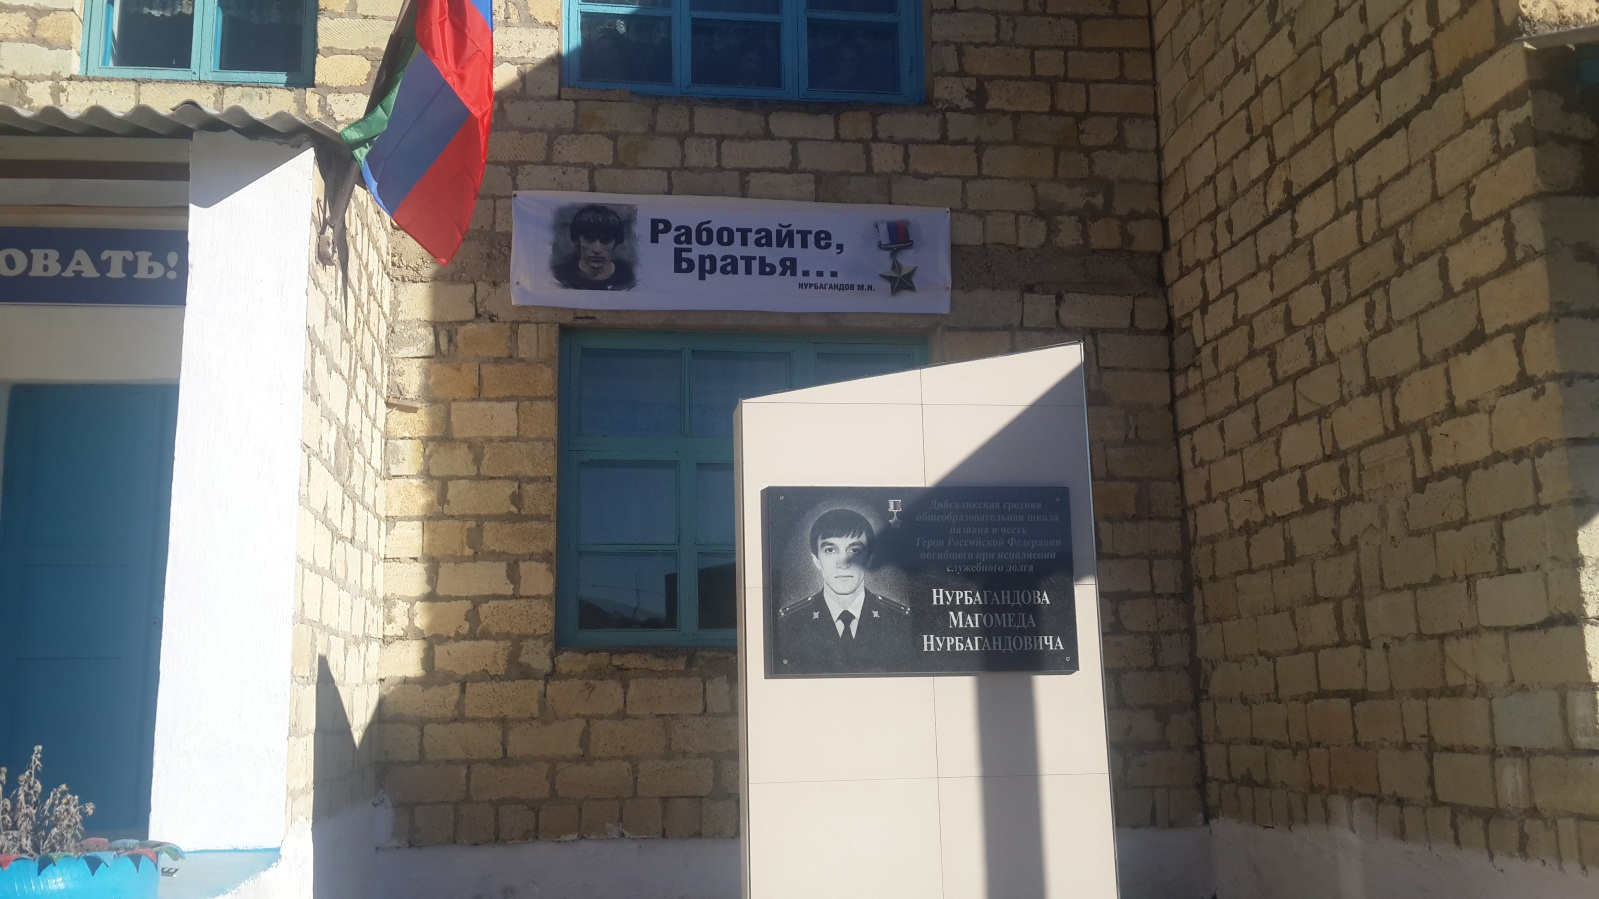 ОВАТЬ!
Работайте,
Братья...
НУРБАГАНДОВ М.Н.
Дибгаликская средняя
общеобразовательная школа
названа в честь
Героя Российской Федерации
погибшего при исполнении
служебного долга
НУРБАГАНДОВА
МАГОМЕДА
НУРБАГАНДОВИЧА